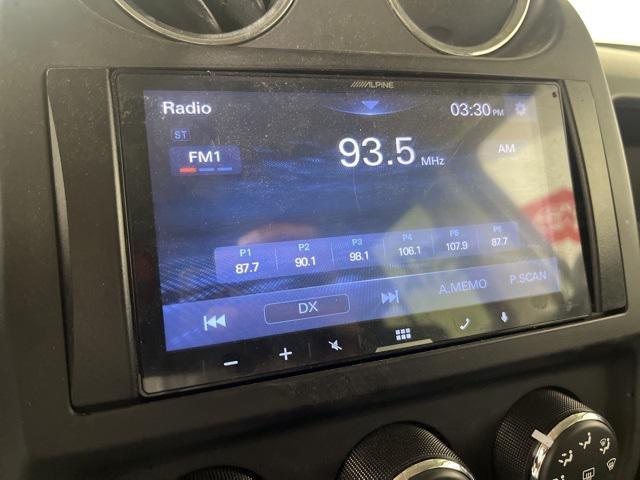 ALPINE
Radio 03:30 PM
ST
FM1 93.5 MHz AM
P1 P2 P3 P4 P5 P6
87.7 90.1 98.1 106.1 107.9 87.7
DX A.MEMO P.SCAN